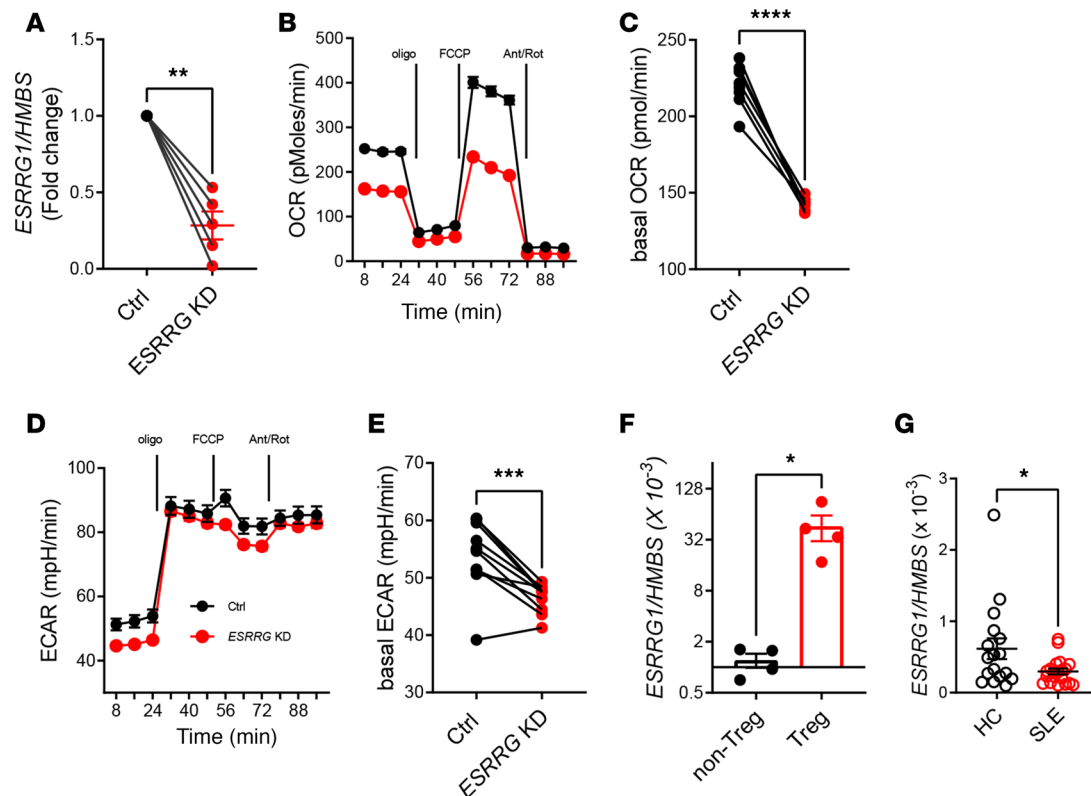 A
ESRRG1/HMBS
(Fold change)
1.5
1.0
0.5
0.0
**
Ctrl
ESRRG KD
B
OCR (pMoles/min)
500
400
300
200
100
0
oligo
FCCP
Ant/Rot
8
24
40
56
72
88
Time (min)
C
basal OCR (pmol/min)
250
200
150
100
****
Ctrl
ESRRG KD
D
ECAR (mpH/min)
100
80
60
40
oligo
FCCP
Ant/Rot
Ctrl
ESRRG KD
8
24
40
56
72
88
Time (min)
E
basal ECAR (mpH/min)
70
60
50
40
30
***
Ctrl
ESRRG KD
F
ESRRG1/HMBS (X 10-3)
128
32
8
2
0.5
*
non-Treg
Treg
G
ESRRG1/HMBS (x 10-3)
3
2
1
0
*
HC
SLE